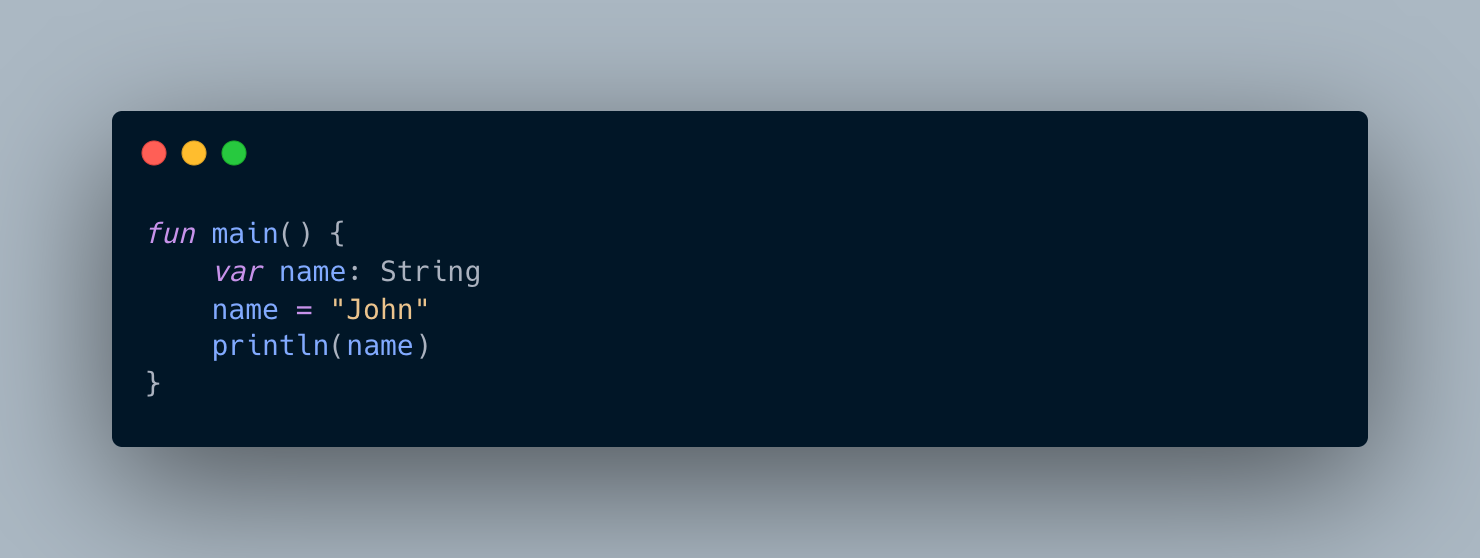 fun main() {
    var name: String
    name = "John"
    println(name)
}